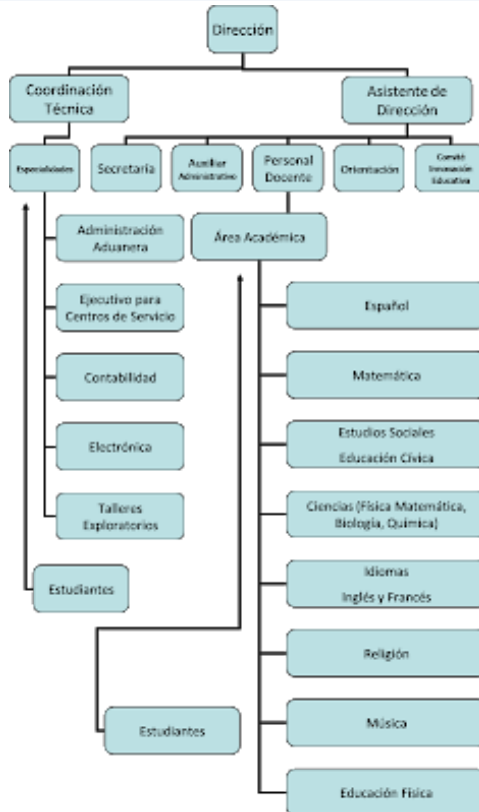 Dirección
Coordinación
Técnica
Asistente de
Dirección
Especialidades
Secretaría
Auxiliar
Administrativo
Personal
Docente
Orientación
Comité
Innovación
Educativa
Administración
Aduanera
Área Académica
Ejecutivo para
Centros de Servicio
Español
Contabilidad
Matemática
Electrónica
Estudios Sociales
Educación Cívica
Talleres
Exploratorios
Ciencias (Física Matemática,
Biología, Química)
Estudiantes
Idiomas
Inglés y Francés
Religión
Estudiantes
Música
Educación Física